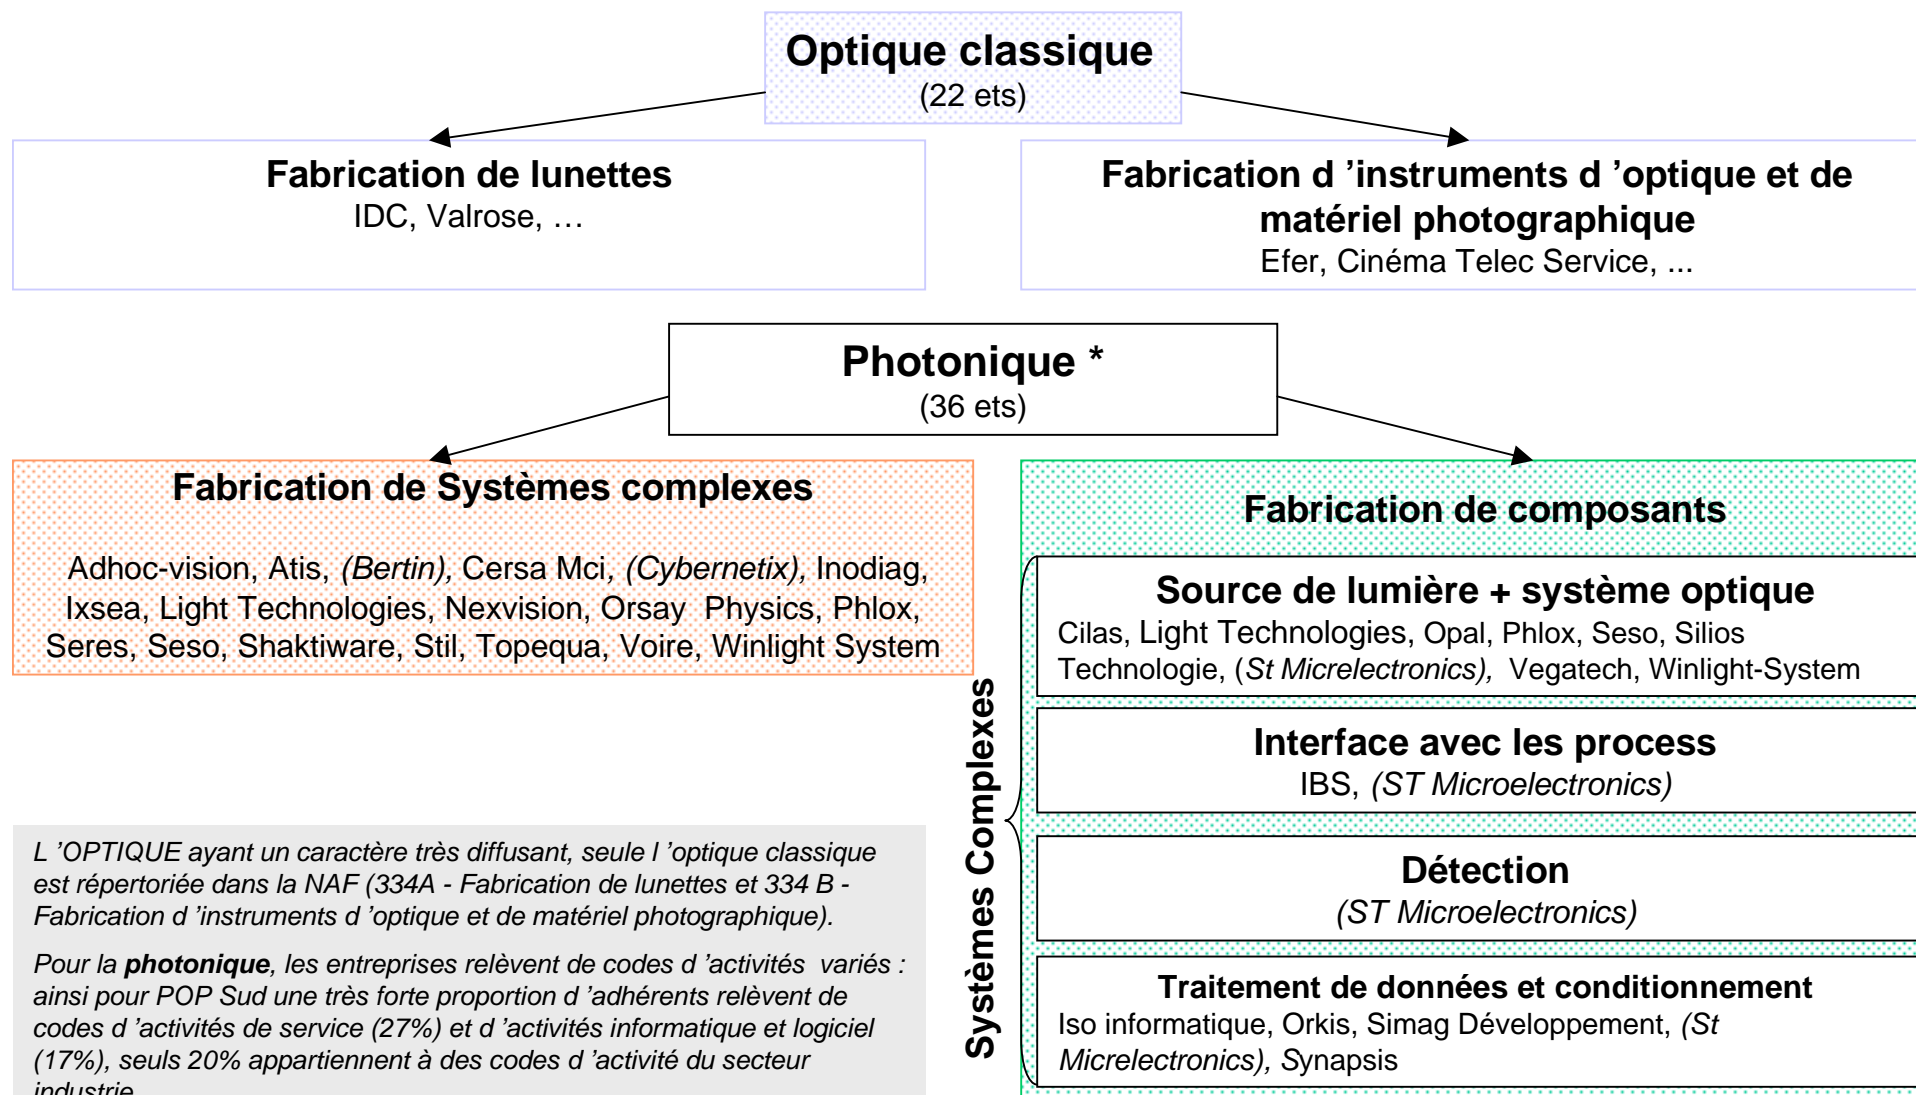 Optique classique
(22 ets)
Fabrication de lunettes
IDC, Valrose, …
Fabrication d ’instruments d ’optique et de
matériel photographique
Efer, Cinéma Telec Service, ...
Photonique *
(36 ets)
Fabrication de Systèmes complexes
Adhoc-vision, Atis, (Bertin), Cersa Mci, (Cybernetix), Inodiag,
Ixsea, Light Technologies, Nexvision, Orsay Physics, Phlox,
Seres, Seso, Shaktiware, Stil, Topequa, Voire, Winlight System
Fabrication de composants
Systèmes Complexes
Source de lumière + système optique
Cilas, Light Technologies, Opal, Phlox, Seso, Silios
Technologie, (St Micrelectronics), Vegatech, Winlight-System
Interface avec les process
IBS, (ST Microelectronics)
Détection
(ST Microelectronics)
Traitement de données et conditionnement
Iso informatique, Orkis, Simag Développement, (St
Micrelectronics), Synapsis
L ’OPTIQUE ayant un caractère très diffusant, seule l ’optique classique
est répertoriée dans la NAF (334A - Fabrication de lunettes et 334 B -
Fabrication d ’instruments d ’optique et de matériel photographique).
Pour la photonique, les entreprises relèvent de codes d ’activités variés :
ainsi pour POP Sud une très forte proportion d ’adhérents relèvent de
codes d ’activités de service (27%) et d ’activités informatique et logiciel
(17%), seuls 20% appartiennent à des codes d ’activité du secteur
industrie